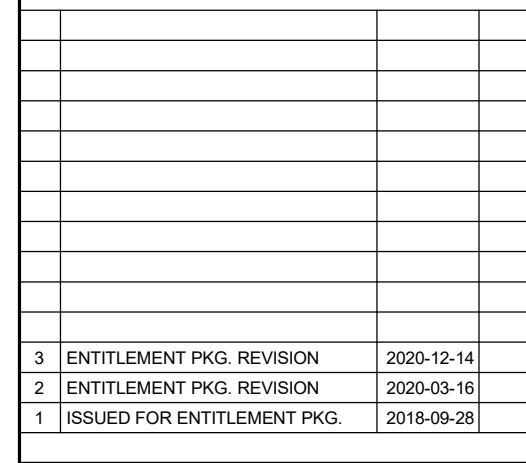 3 ENTITLEMENT PKG. REVISION 2020-12-14
2 ENTITLEMENT PKG. REVISION 2020-03-16
1 ISSUED FOR ENTITLEMENT PKG. 2018-09-28